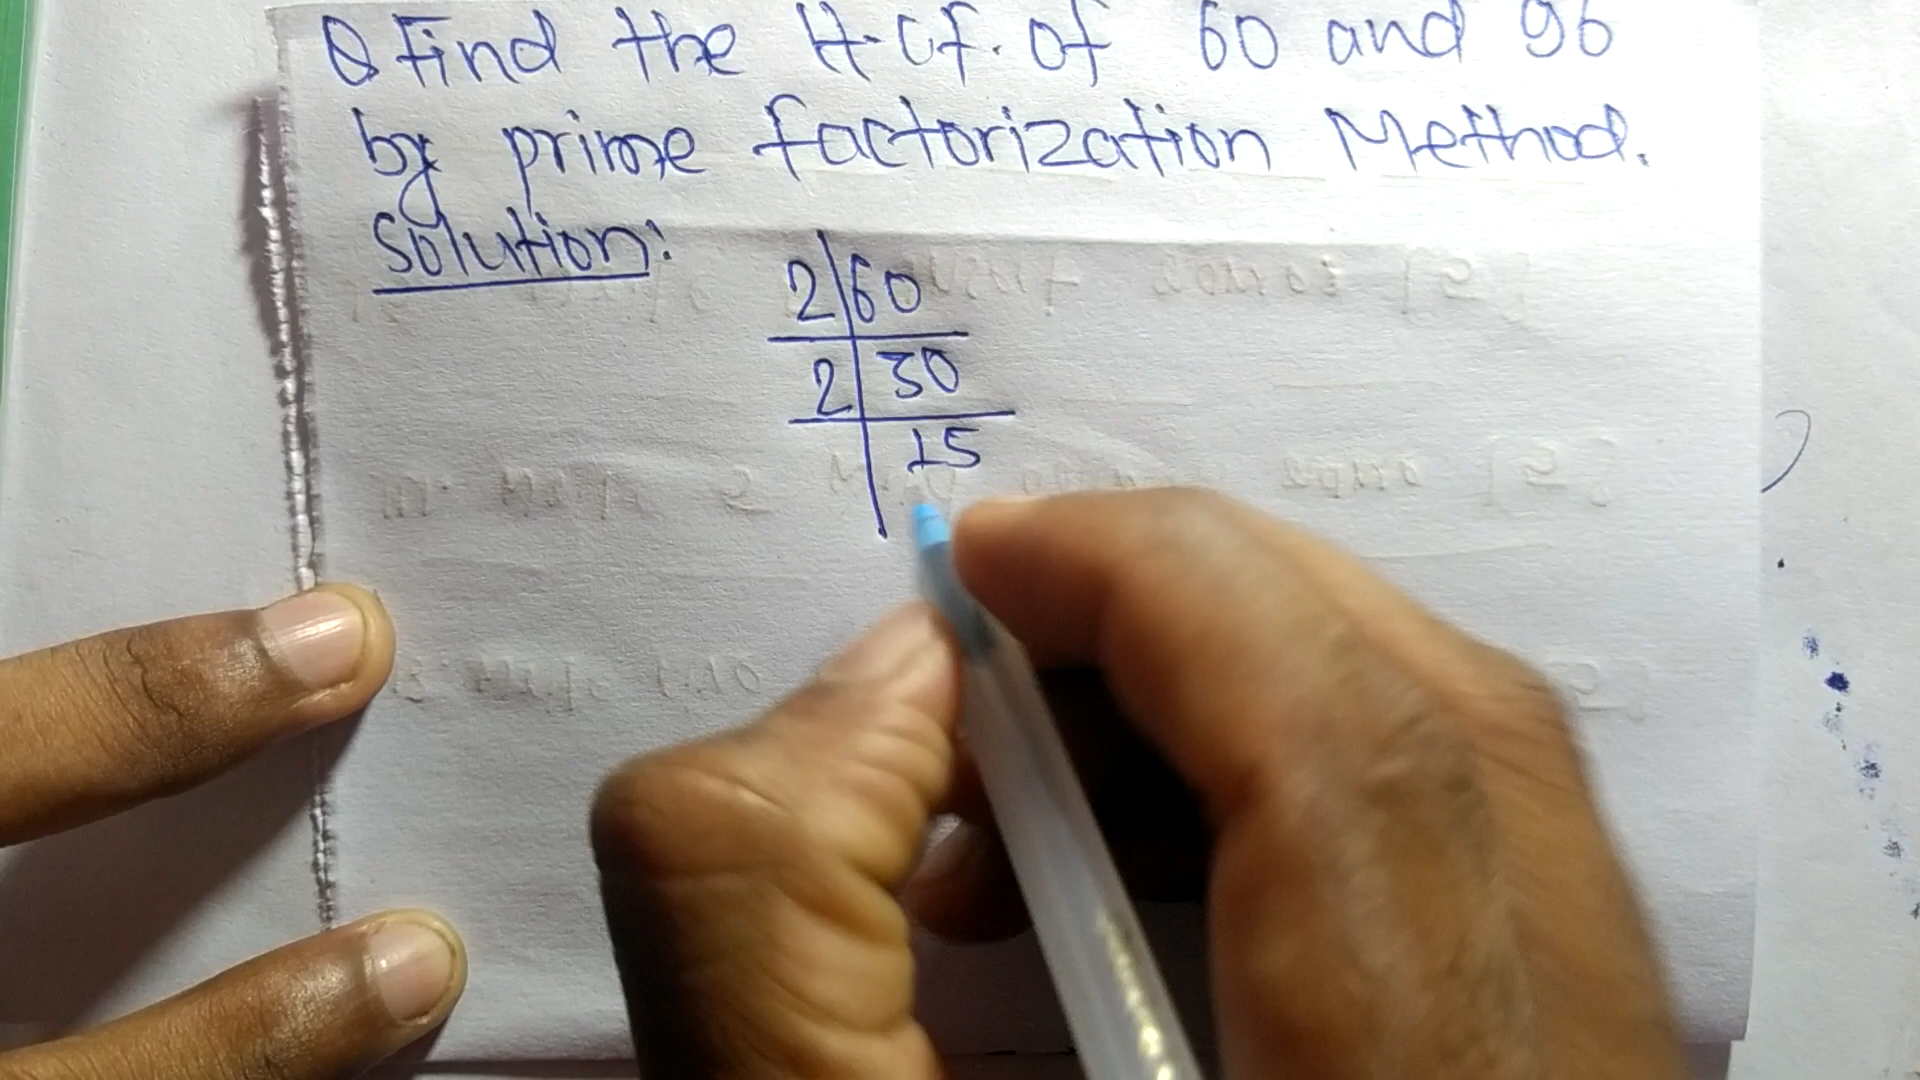 Q Find the H.C.F. of 60 and 96
by prime factorization Method.
Solution:
2 60
2 30
15